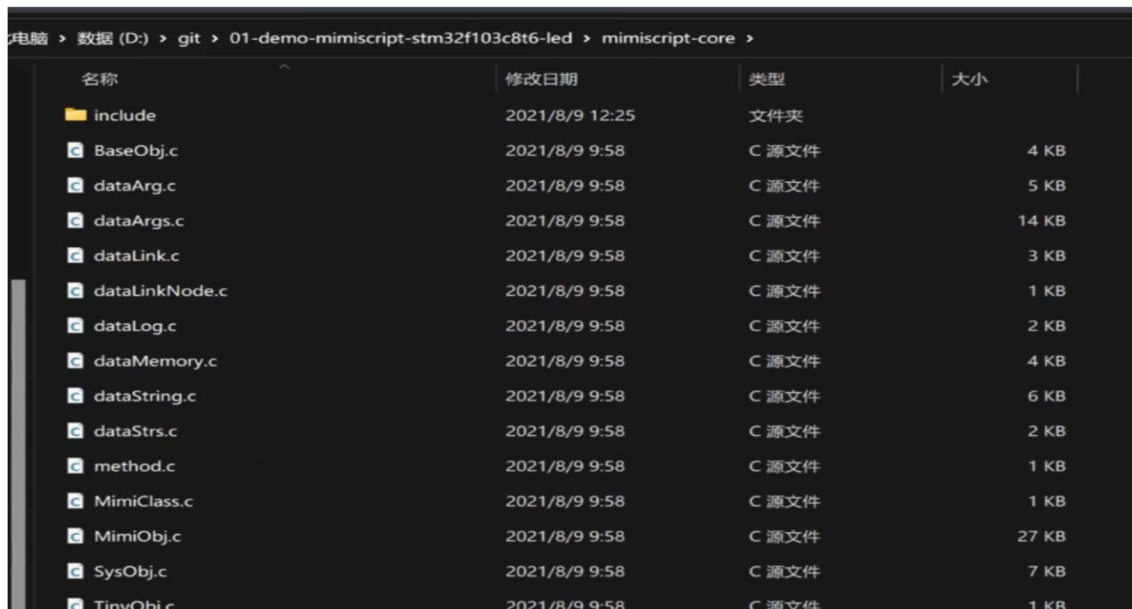 电脑 > 数据 (D:) > git > 01-demo-mimiscript-stm32f103c8t6-led > mimiscript-core >
名称 修改日期 类型 大小
include 2021/8/9 12:25 文件夹
BaseObj.c 2021/8/9 9:58 C 源文件 4 KB
dataArg.c 2021/8/9 9:58 C 源文件 5 KB
dataArgs.c 2021/8/9 9:58 C 源文件 14 KB
dataLink.c 2021/8/9 9:58 C 源文件 3 KB
dataLinkNode.c 2021/8/9 9:58 C 源文件 1 KB
dataLog.c 2021/8/9 9:58 C 源文件 2 KB
dataMemory.c 2021/8/9 9:58 C 源文件 4 KB
dataString.c 2021/8/9 9:58 C 源文件 6 KB
dataStrs.c 2021/8/9 9:58 C 源文件 2 KB
method.c 2021/8/9 9:58 C 源文件 1 KB
MimiClass.c 2021/8/9 9:58 C 源文件 1 KB
MimiObj.c 2021/8/9 9:58 C 源文件 27 KB
SysObj.c 2021/8/9 9:58 C 源文件 7 KB
TinyObj.c 2021/8/9 9:58 C 源文件 1 KB